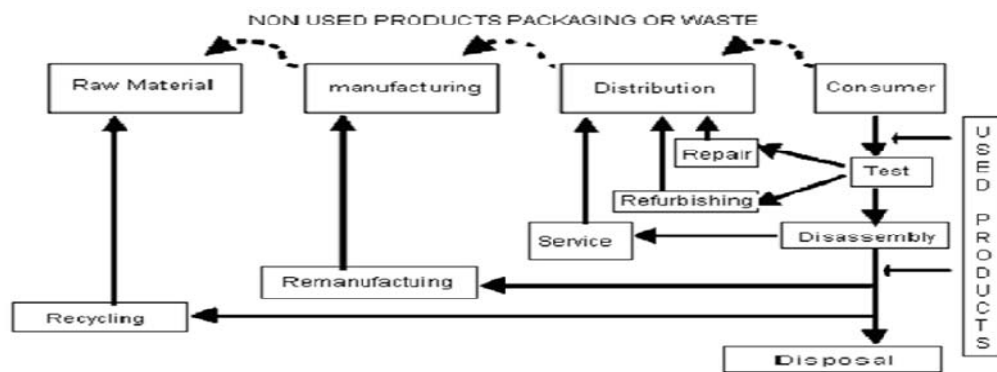 NON USED PRODUCTS PACKAGING OR WASTE
Raw Material
manufacturing
Distribution
Consumer
Repair
Test
Refurbishing
Service
Disassembly
Remanufactuing
Recycling
Disposal
USED PRODUCTS